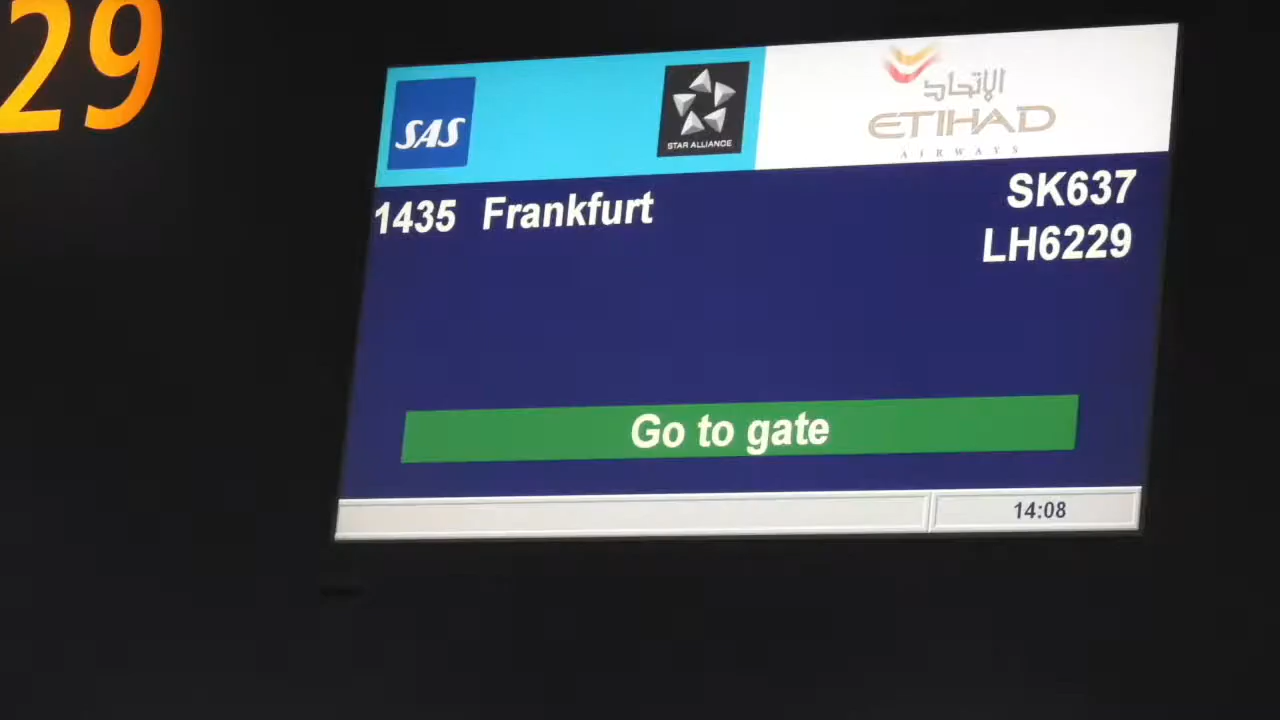 29
SAS
STAR ALLIANCE
الاتحاد
ETIHAD
AIRWAYS
1435 Frankfurt SK637
LH6229
Go to gate
14:08